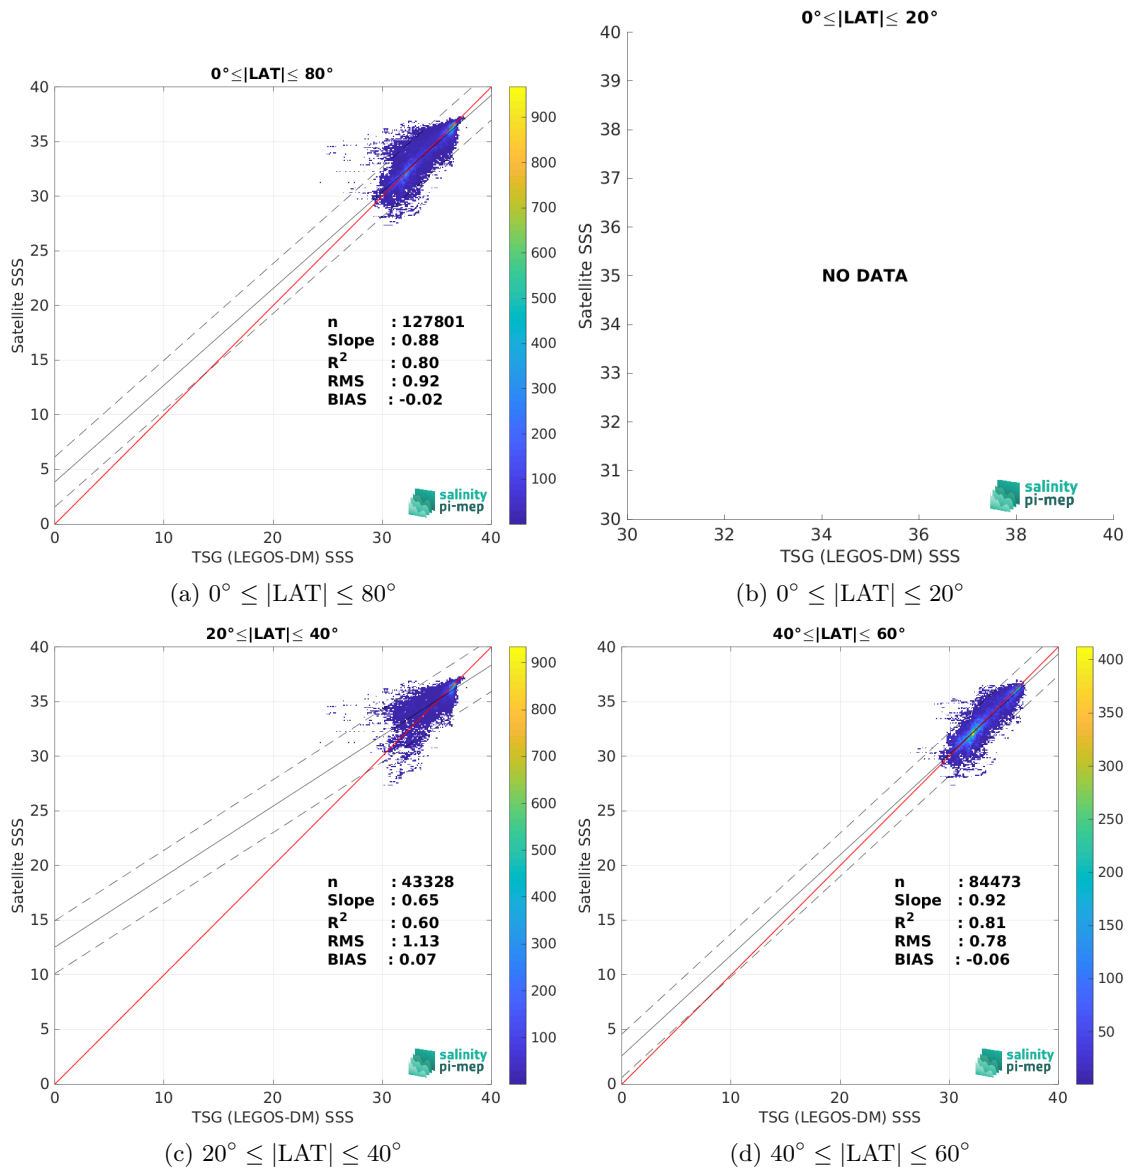 0°≤|LAT|≤ 80°
40
35
30
25
20
15
10
5
0
Satellite SSS
n : 127801
Slope : 0.88
R2 : 0.80
RMS : 0.92
BIAS : -0.02
salinity
pi-mep
0 10 20 30 40
TSG (LEGOS-DM) SSS
900
800
700
600
500
400
300
200
100
(a) 0° ≤ |LAT| ≤ 80°
0°≤|LAT|≤ 20°
40
39
38
37
36
35
34
33
32
31
30
Satellite SSS
NO DATA
salinity
pi-mep
30 32 34 36 38 40
TSG (LEGOS-DM) SSS
(b) 0° ≤ |LAT| ≤ 20°
20°≤|LAT|≤ 40°
40
35
30
25
20
15
10
5
0
Satellite SSS
n : 43328
Slope : 0.65
R2 : 0.60
RMS : 1.13
BIAS : 0.07
salinity
pi-mep
0 10 20 30 40
TSG (LEGOS-DM) SSS
900
800
700
600
500
400
300
200
100
(c) 20° ≤ |LAT| ≤ 40°
40°≤|LAT|≤ 60°
40
35
30
25
20
15
10
5
0
Satellite SSS
n : 84473
Slope : 0.92
R2 : 0.81
RMS : 0.78
BIAS : -0.06
salinity
pi-mep
0 10 20 30 40
TSG (LEGOS-DM) SSS
400
350
300
250
200
150
100
50
(d) 40° ≤ |LAT| ≤ 60°